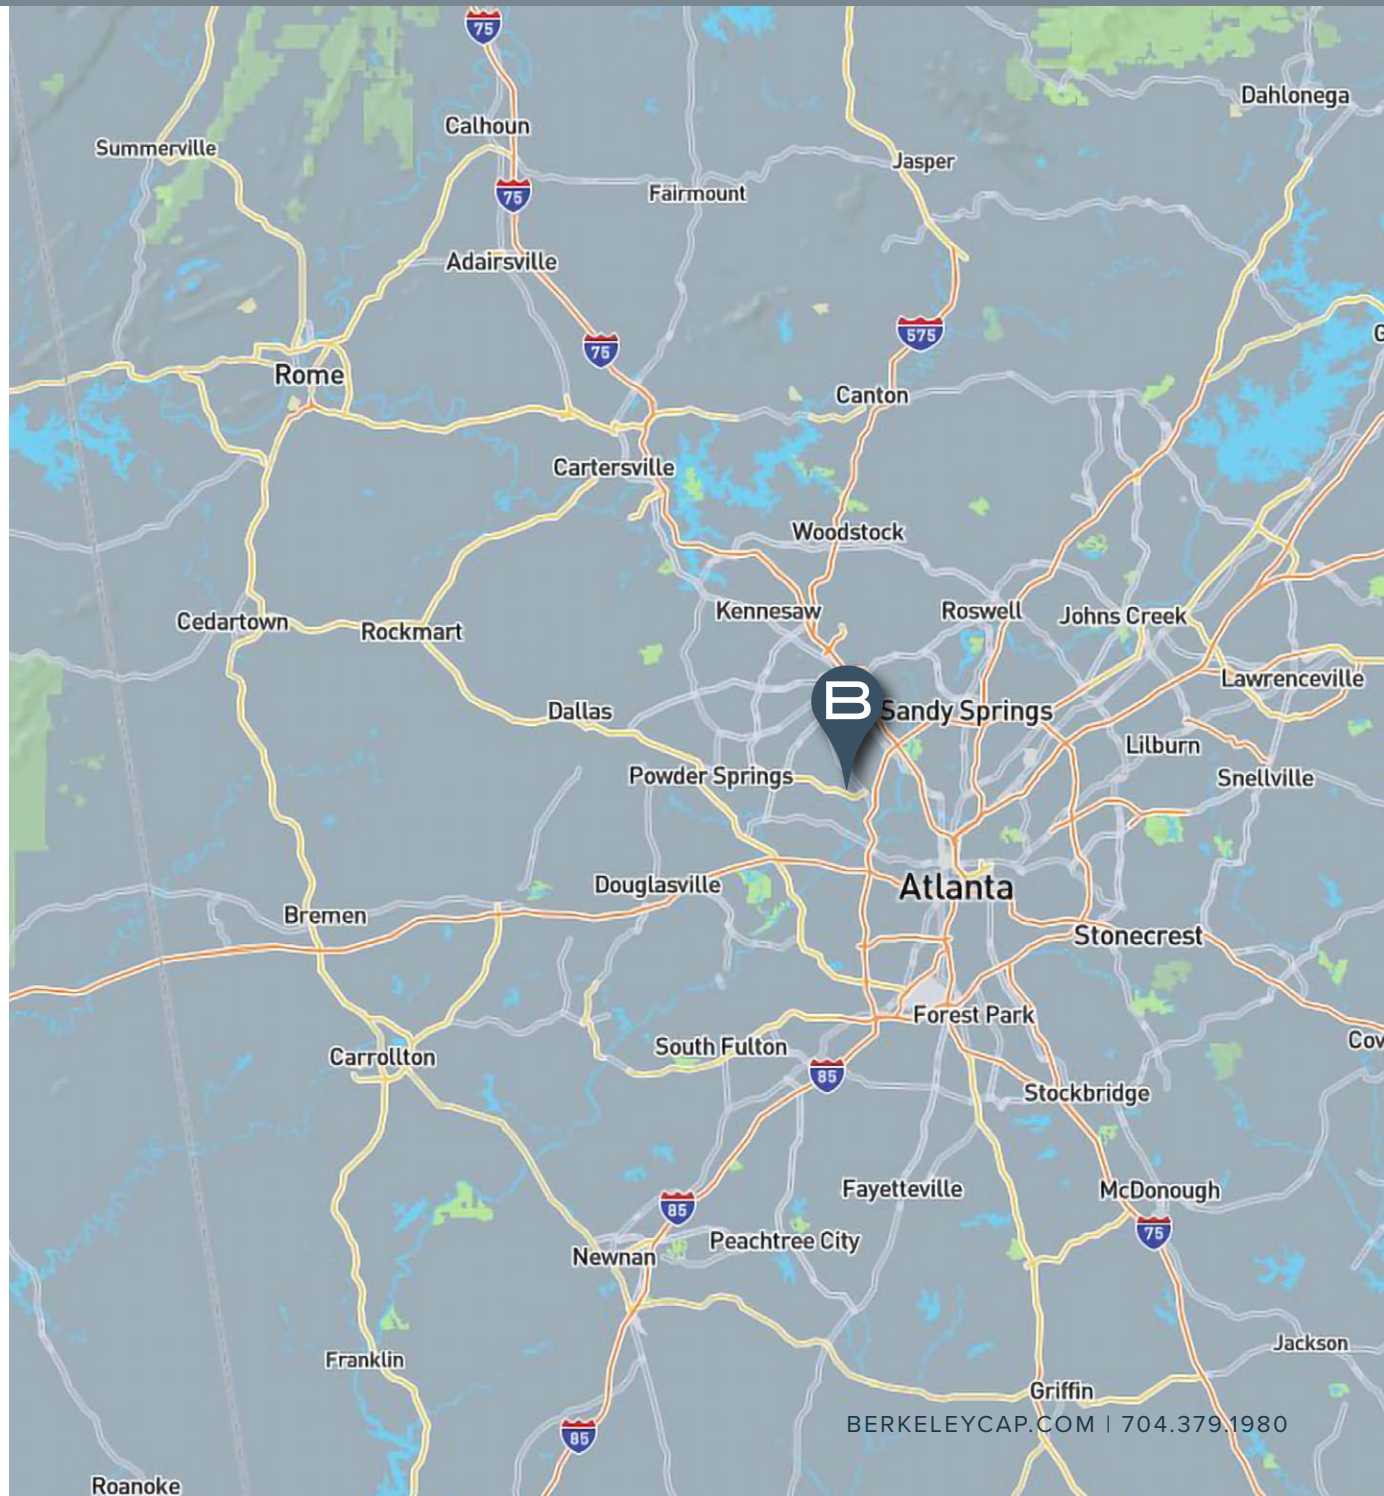 75
Dahlonega
Calhoun
Summerville
Jasper
75
Fairmount
Adairsville
575
75
Rome
Canton
Cartersville
Woodstock
Kennesaw
Roswell
Johns Creek
Cedartown
Rockmart
Lawrenceville
B
Sandy Springs
Dallas
Lilburn
Powder Springs
Snellville
Douglasville
Atlanta
Bremen
Stonecrest
Forest Park
Cov
South Fulton
Carrollton
85
Stockbridge
Fayetteville
McDonough
85
75
Peachtree City
Newnan
Jackson
Franklin
Griffin
BERKELEYCAP.COM | 704.379.1980
85
Roanoke